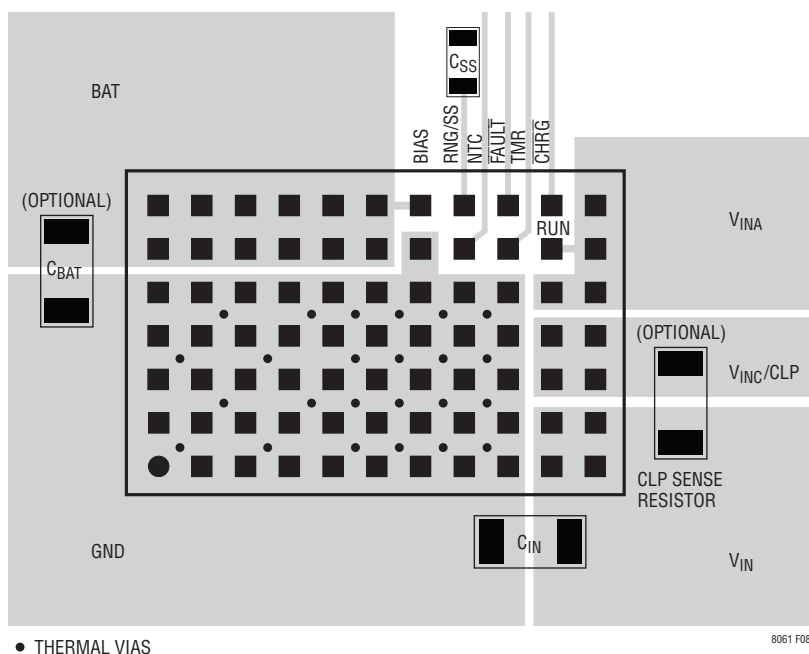 BAT
CSS
BIAS
RNG/SS
NTC
FAULT
TMR
CHRG
(OPTIONAL)
CBAT
RUN
VINA
(OPTIONAL)
VINC/CLP
CLP SENSE
RESISTOR
CIN
GND
VIN
● THERMAL VIAS
8061 F08